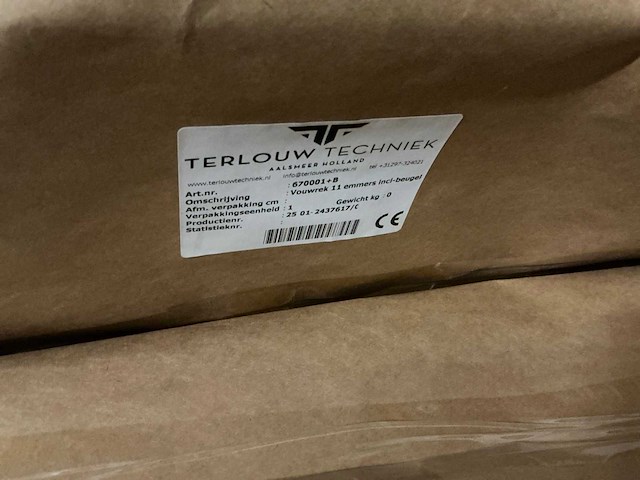 TERLOUW TECHNIEK
AALSMEER HOLLAND
www.terlouwtechniek.nl info@terlouwtechniek.nl tel +31297-324021
Art.nr. : 670001+B
Omschrijving : Vouwrek 11 emmers incl-beugel
Afm. verpakking cm : Gewicht kg : 0
Verpakkingseenheid : 1
Productienr. : 25 01- 2437617/C
Statistieknr.
CE